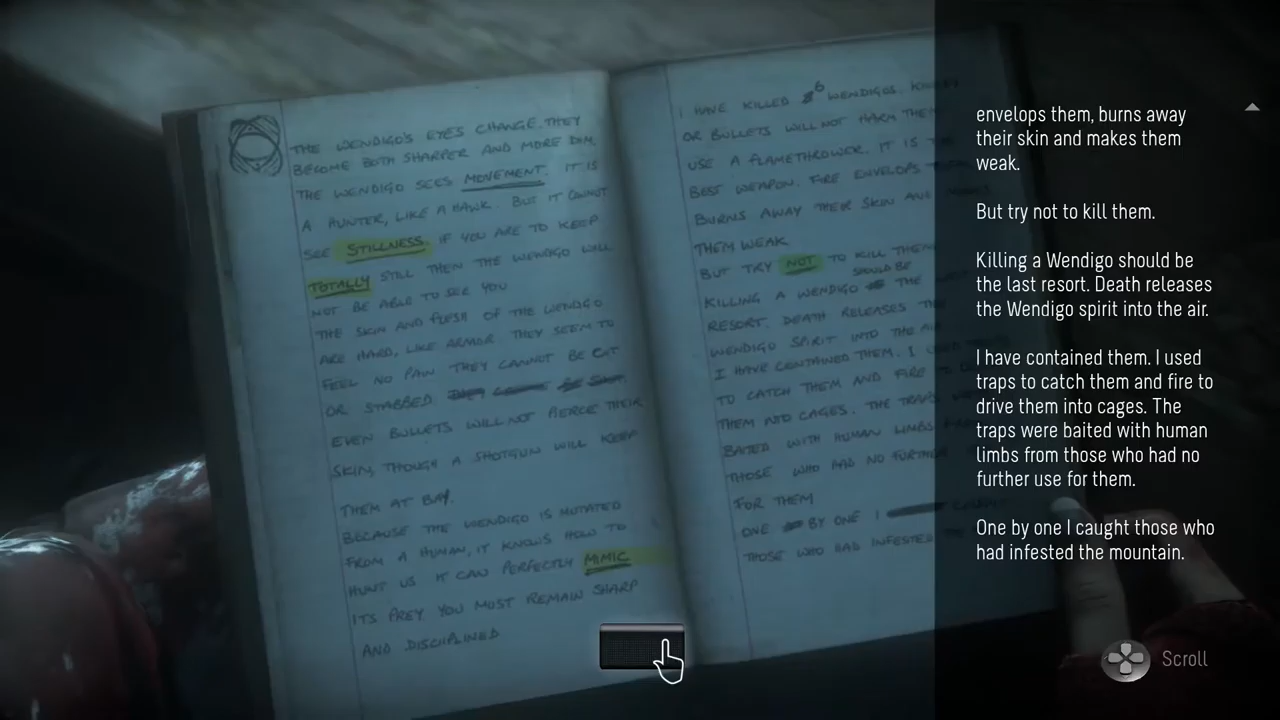 THE WENDIGO'S EYES CHANGE. THEY
BECOME BOTH SHARPER AND MORE DIM.
THE WENDIGO SEES MOVEMENT. IT IS
A HUNTER, LIKE A HAWK. BUT IT CANNOT
SEE STILLNESS. IF YOU ARE TO KEEP
TOTALLY STILL THEN THE WENDIGO WILL
NOT BE ABLE TO SEE YOU
THE SKIN AND FLESH OF THE WENDIGO
ARE HARD, LIKE ARMOR THEY SEEM TO
FEEL NO PAIN THEY CANNOT BE CUT
OR STABBED
EVEN BULLETS WILL NOT PIERCE THEIR
SKIN, THOUGH A SHOTGUN WILL KEEP
THEM AT BAY.
BECAUSE THE WENDIGO IS MUTATED
FROM A HUMAN, IT KNOWS HOW TO
HUNT US IT CAN PERFECTLY MIMIC
ITS PREY YOU MUST REMAIN SHARP
AND DISCIPLINED
I HAVE KILLED 6 WENDIGOS.
OR BULLETS WILL NOT HARM THEM
USE A FLAMETHROWER. IT IS
BEST WEAPON. FIRE ENVELOPS
BURNS AWAY THEIR SKIN AND
THEM WEAK
BUT TRY NOT TO KILL THEM
KILLING A WENDIGO SHOULD BE THE
RESORT. DEATH RELEASES THE
WENDIGO SPIRIT INTO THE AIR
I HAVE CONTAINED THEM. I
TO CATCH THEM AND FIRE TO
THEM INTO CAGES. THE TRAPS
BAITED WITH HUMAN LIMBS
THOSE WHO HAD NO FURTHER
FOR THEM
ONE BY ONE I
THOSE WHO HAD INFESTED
envelops them, burns away
their skin and makes them
weak.
But try not to kill them.
Killing a Wendigo should be
the last resort. Death releases
the Wendigo spirit into the air.
I have contained them. I used
traps to catch them and fire to
drive them into cages. The
traps were baited with human
limbs from those who had no
further use for them.
One by one I caught those who
had infested the mountain.
Scroll